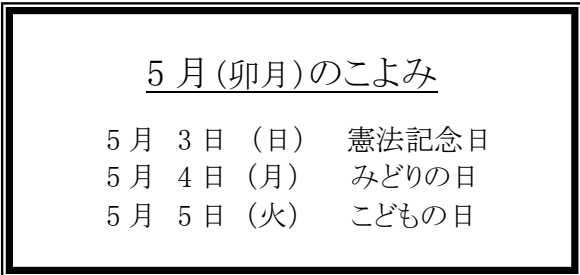 5月(卯月)のこよみ
5月 3日 (日) 憲法記念日
5月 4日 (月) みどりの日
5月 5日 (火) こどもの日